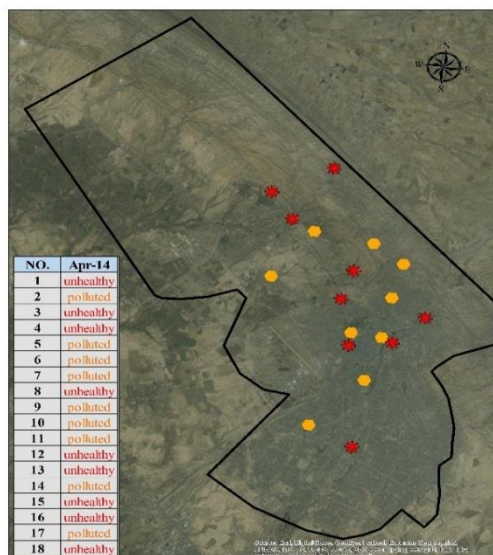 N
W E
S
NO. Apr-14
1 unhealthy
2 polluted
3 unhealthy
4 unhealthy
5 polluted
6 polluted
7 polluted
8 unhealthy
9 polluted
10 polluted
11 polluted
12 unhealthy
13 unhealthy
14 polluted
15 unhealthy
16 unhealthy
17 polluted
18 unhealthy